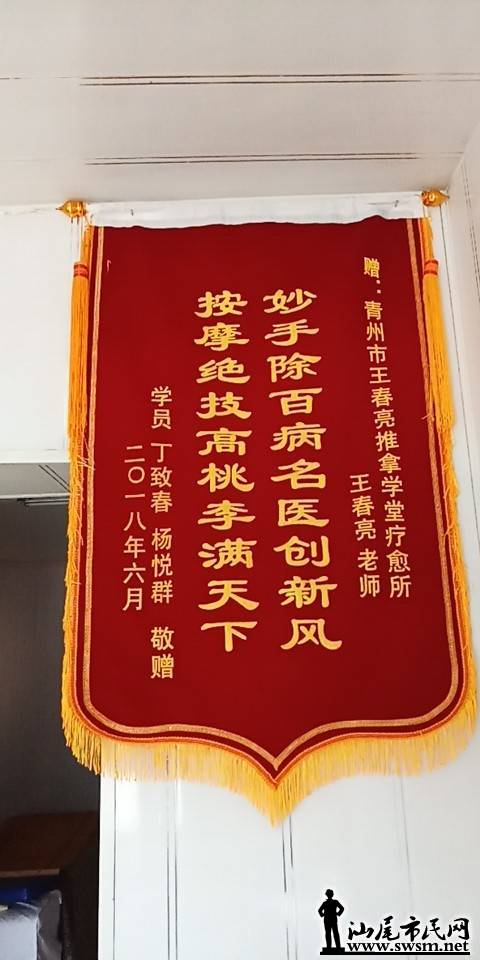 赠：青州市王春亮推拿学堂疗愈所
王春亮 老师
妙手除百病名医创新风
按摩绝技高桃李满天下
学员 丁致春 杨悦群 敬赠
二〇一八年六月
汕尾市民网
www.swsm.net